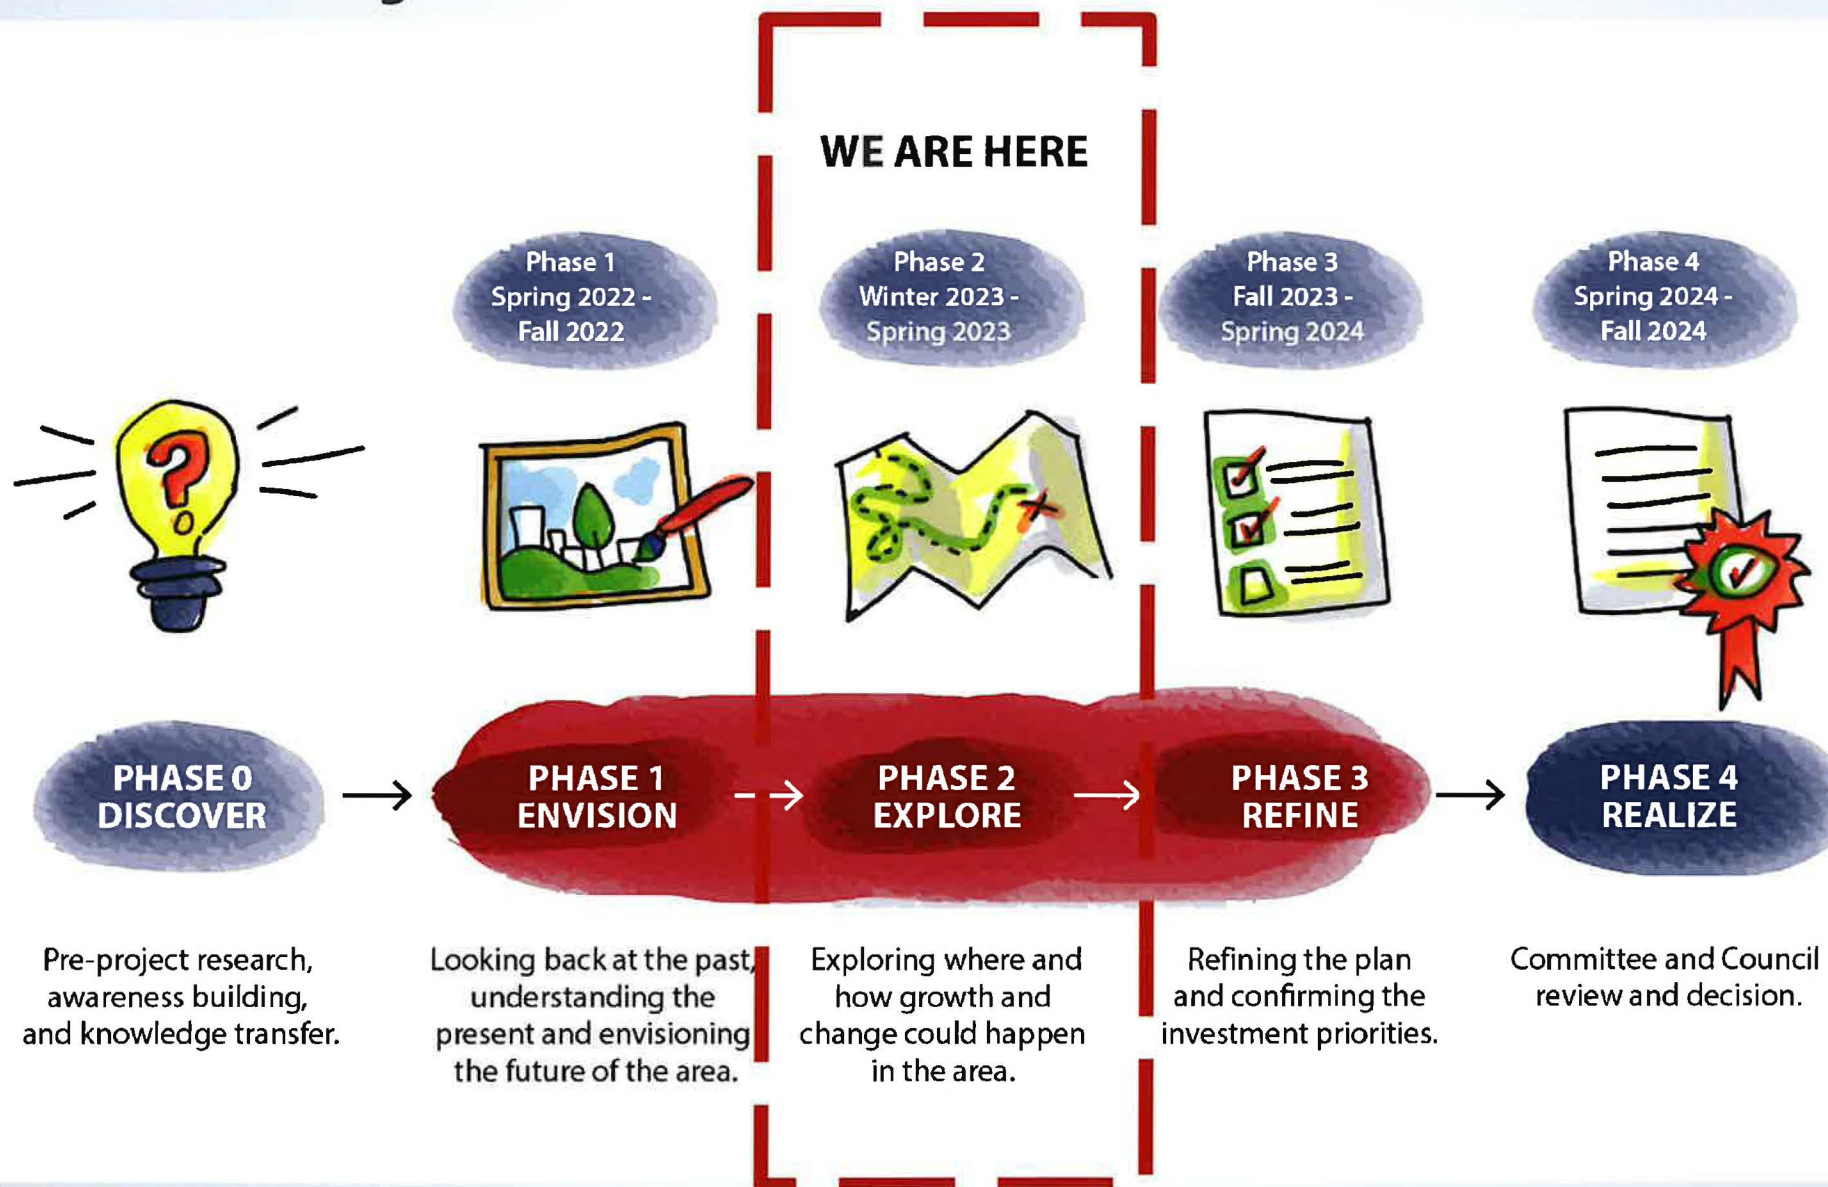 WE ARE HERE
Phase 1
Spring 2022 -
Fall 2022
Phase 2
Winter 2023 -
Spring 2023
Phase 3
Fall 2023 -
Spring 2024
Phase 4
Spring 2024 -
Fall 2024
?
PHASE 0
DISCOVER
PHASE 1
ENVISION
PHASE 2
EXPLORE
PHASE 3
REFINE
PHASE 4
REALIZE
Pre-project research,
awareness building,
and knowledge transfer.
Looking back at the past,
understanding the
present and envisioning
the future of the area.
Exploring where and
how growth and
change could happen
in the area.
Refining the plan
and confirming the
investment priorities.
Committee and Council
review and decision.